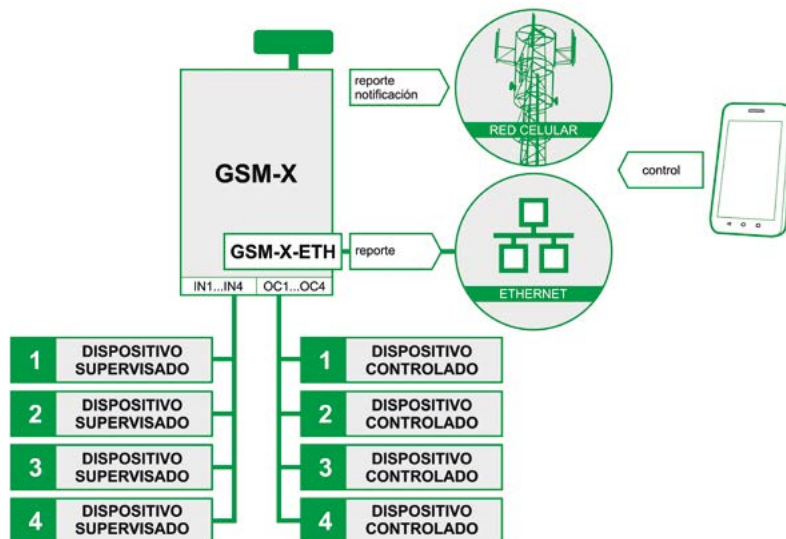 reporte
notificación
RED CELULAR
control
GSM-X
GSM-X-ETH
reporte
ETHERNET
IN1...IN4
OC1...OC4
1
DISPOSITIVO
SUPERVISADO
2
DISPOSITIVO
SUPERVISADO
3
DISPOSITIVO
SUPERVISADO
4
DISPOSITIVO
SUPERVISADO
1
DISPOSITIVO
CONTROLADO
2
DISPOSITIVO
CONTROLADO
3
DISPOSITIVO
CONTROLADO
4
DISPOSITIVO
CONTROLADO